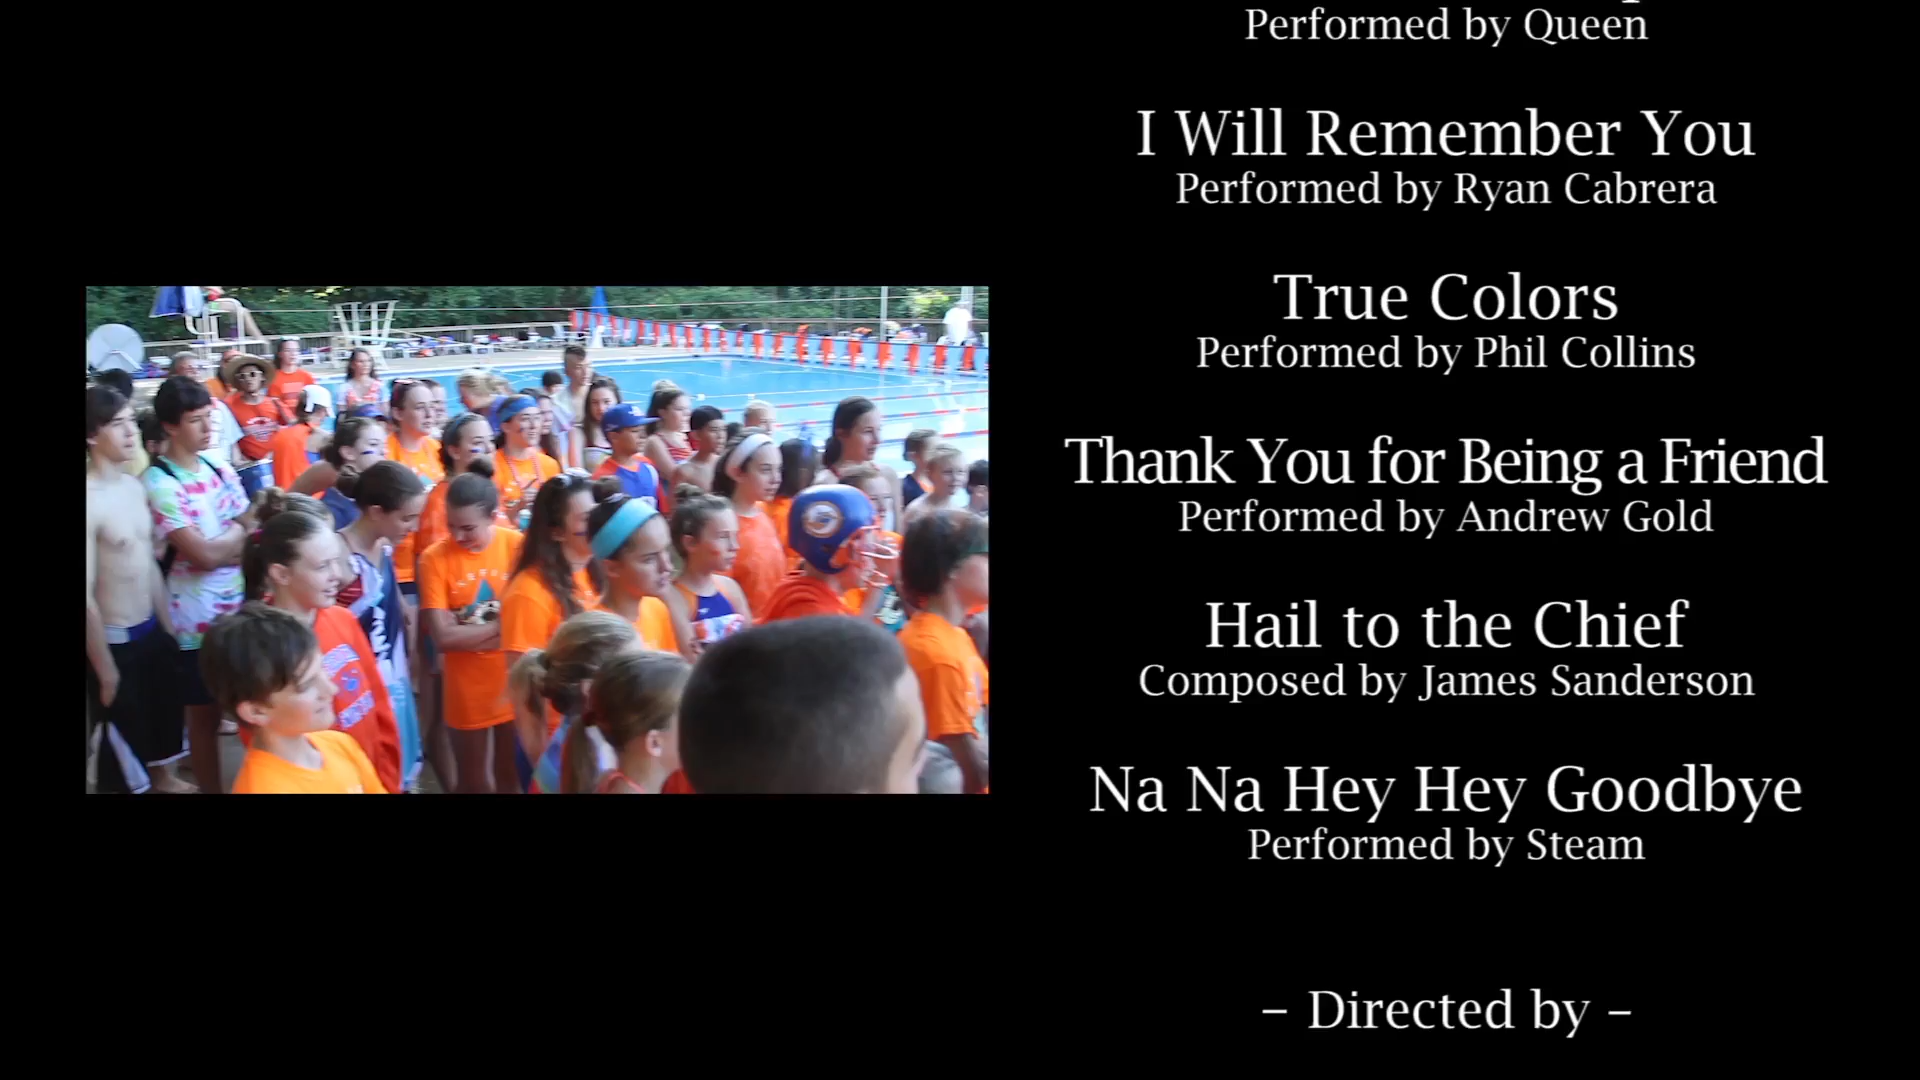 Performed by Queen
I Will Remember You
Performed by Ryan Cabrera
True Colors
Performed by Phil Collins
Thank You for Being a Friend
Performed by Andrew Gold
Hail to the Chief
Composed by James Sanderson
Na Na Hey Hey Goodbye
Performed by Steam
– Directed by –